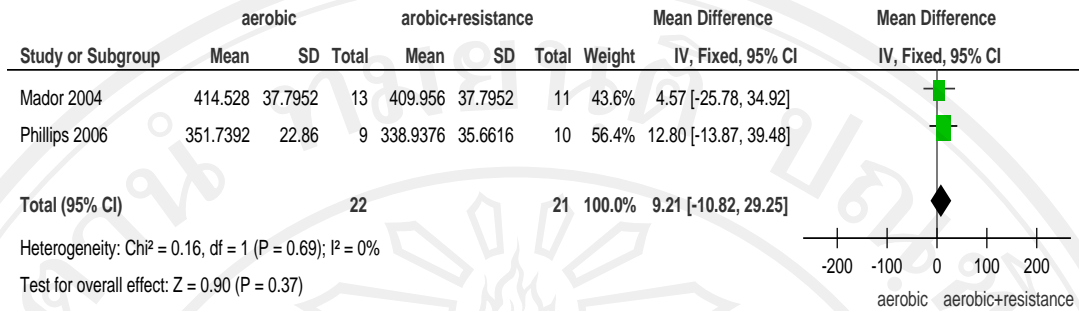 aerobic arobic+resistance Mean Difference Mean Difference
Study or Subgroup Mean SD Total Mean SD Total Weight IV, Fixed, 95% CI IV, Fixed, 95% CI
Mador 2004 414.528 37.7952 13 409.956 37.7952 11 43.6% 4.57 [-25.78, 34.92]
Phillips 2006 351.7392 22.86 9 338.9376 35.6616 10 56.4% 12.80 [-13.87, 39.48]
Total (95% CI) 22 21 100.0% 9.21 [-10.82, 29.25]
Heterogeneity: Chi² = 0.16, df = 1 (P = 0.69); I² = 0%
Test for overall effect: Z = 0.90 (P = 0.37)
-200 -100 0 100 200
aerobic aerobic+resistance